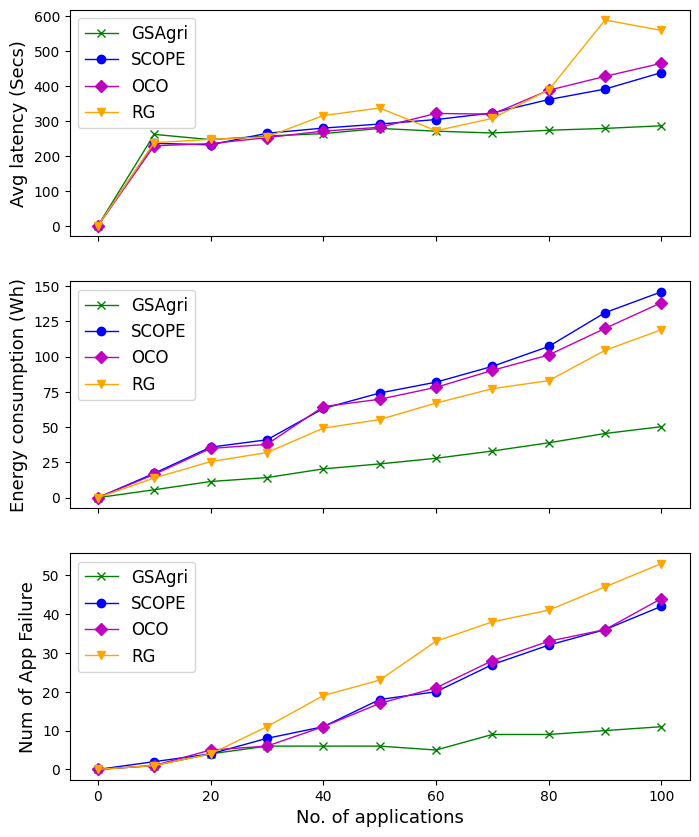 600
500
400
300
200
100
0
Avg latency (Secs)
GSAgri
SCOPE
OCO
RG
150
125
100
75
50
25
0
Energy consumption (Wh)
GSAgri
SCOPE
OCO
RG
50
40
30
20
10
0
Num of App Failure
GSAgri
SCOPE
OCO
RG
0 20 40 60 80 100
No. of applications